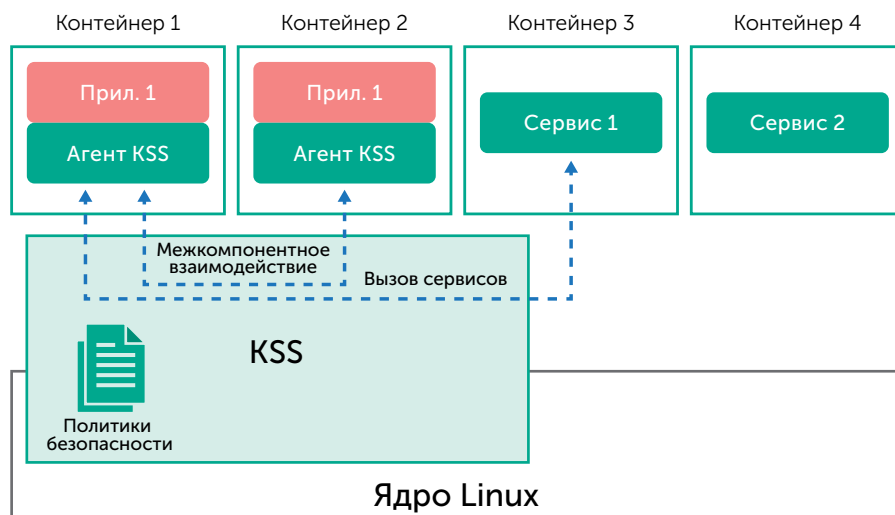 Контейнер 1
Контейнер 2
Контейнер 3
Контейнер 4
Прил. 1
Прил. 1
Агент KSS
Агент KSS
Сервис 1
Сервис 2
Межкомпонентное
взаимодействие
Вызов сервисов
KSS
Политики
безопасности
Ядро Linux